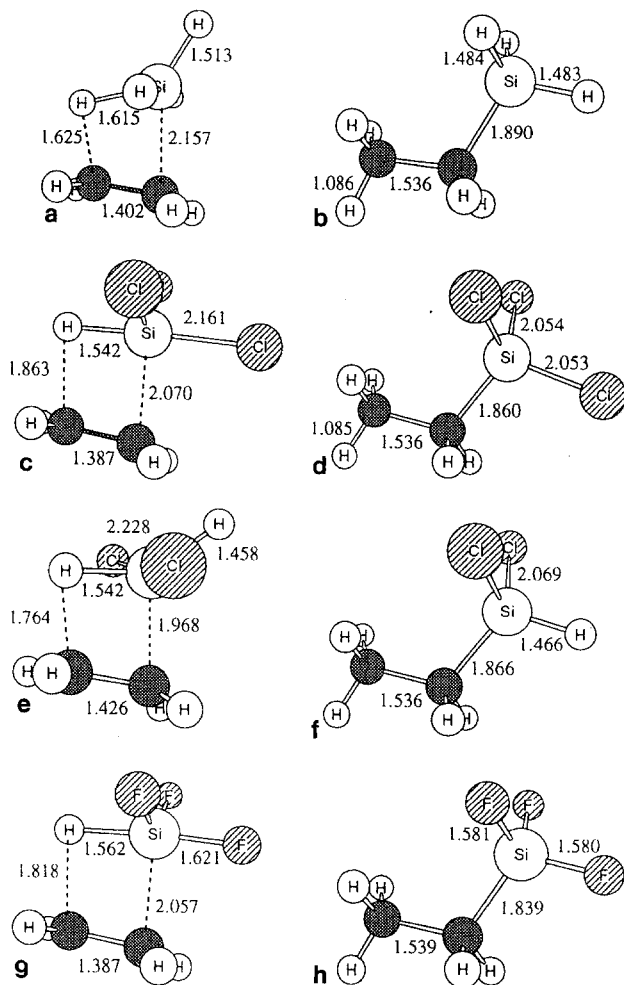 H
1.513
Si
H
H
1.615
1.625
2.157
H
H
1.402
H
H
a
H
H
1.484
1.483
Si
H
1.890
H
H
1.086
1.536
H
H
H
b
Cl
H
Si
2.161
1.542
Cl
1.863
2.070
H
1.387
H
c
Cl
Cl
2.054
Si
2.053
H
H
Cl
1.860
1.085
1.536
H
H
H
d
2.228
H
Cl
Cl
1.458
H
1.542
1.764
1.968
H
H
1.426
H
H
e
Cl
Cl
2.069
Si
H
H
H
1.466
1.866
1.536
H
H
H
f
F
F
H
Si
F
1.562
1.621
1.818
2.057
H
1.387
H
H
g
F
F
1.581
1.580
Si
F
H
H
1.839
1.539
H
H
H
h